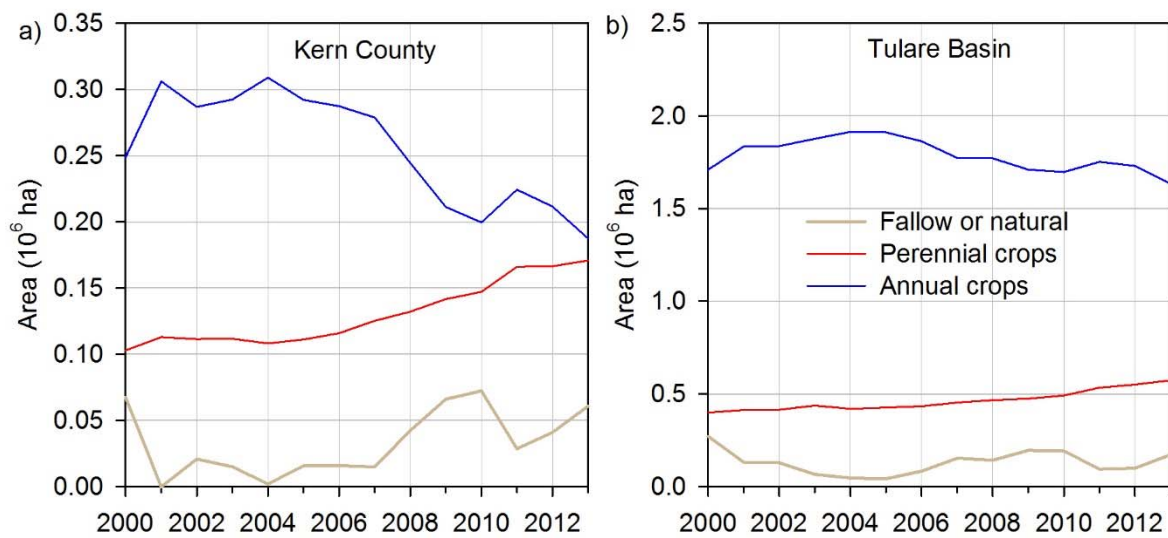 a)
Kern County
Area (10⁶ ha)
0.35
0.30
0.25
0.20
0.15
0.10
0.05
0.00
2000 2002 2004 2006 2008 2010 2012
b)
Tulare Basin
Area (10⁶ ha)
2.5
2.0
1.5
1.0
0.5
0.0
Fallow or natural
Perennial crops
Annual crops
2000 2002 2004 2006 2008 2010 2012